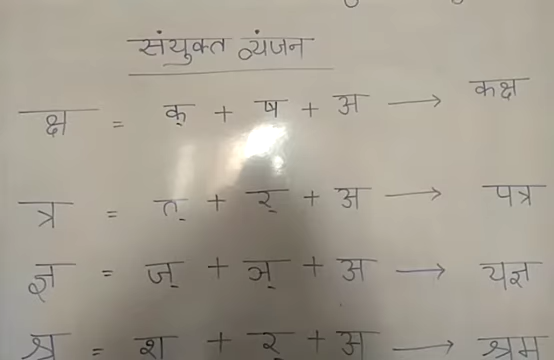 संयुक्त व्यंजन
क्ष = क् + ष + अ → कक्ष
त्र = त् + र् + अ → पत्र
ज्ञ = ज् + ञ् + अ → यज्ञ
श्र = श + र् + अ → श्रम